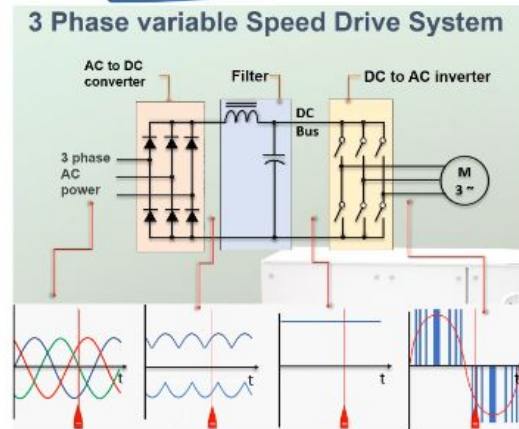 3 Phase variable Speed Drive System
AC to DC
converter
Filter
DC to AC inverter
DC
Bus
3 phase
AC
power
M
3 ~
t
t
t
t